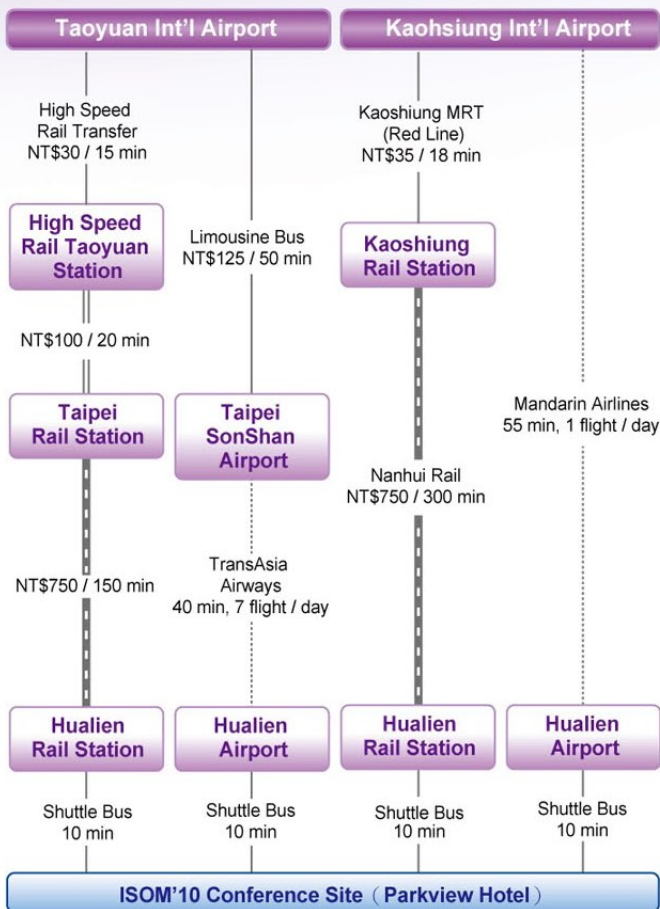 Taoyuan Int'l Airport
High Speed
Rail Transfer
NT$30 / 15 min
High Speed
Rail Taoyuan
Station
NT$100 / 20 min
Taipei
Rail Station
NT$750 / 150 min
Hualien
Rail Station
Shuttle Bus
10 min
Limousine Bus
NT$125 / 50 min
Taipei
SonShan
Airport
TransAsia
Airways
40 min, 7 flight / day
Hualien
Airport
Shuttle Bus
10 min
Kaohsiung Int'l Airport
Kaoshiung MRT
(Red Line)
NT$35 / 18 min
Kaoshiung
Rail Station
Nanhui Rail
NT$750 / 300 min
Hualien
Rail Station
Shuttle Bus
10 min
Mandarin Airlines
55 min, 1 flight / day
Hualien
Airport
Shuttle Bus
10 min
ISOM'10 Conference Site（Parkview Hotel）